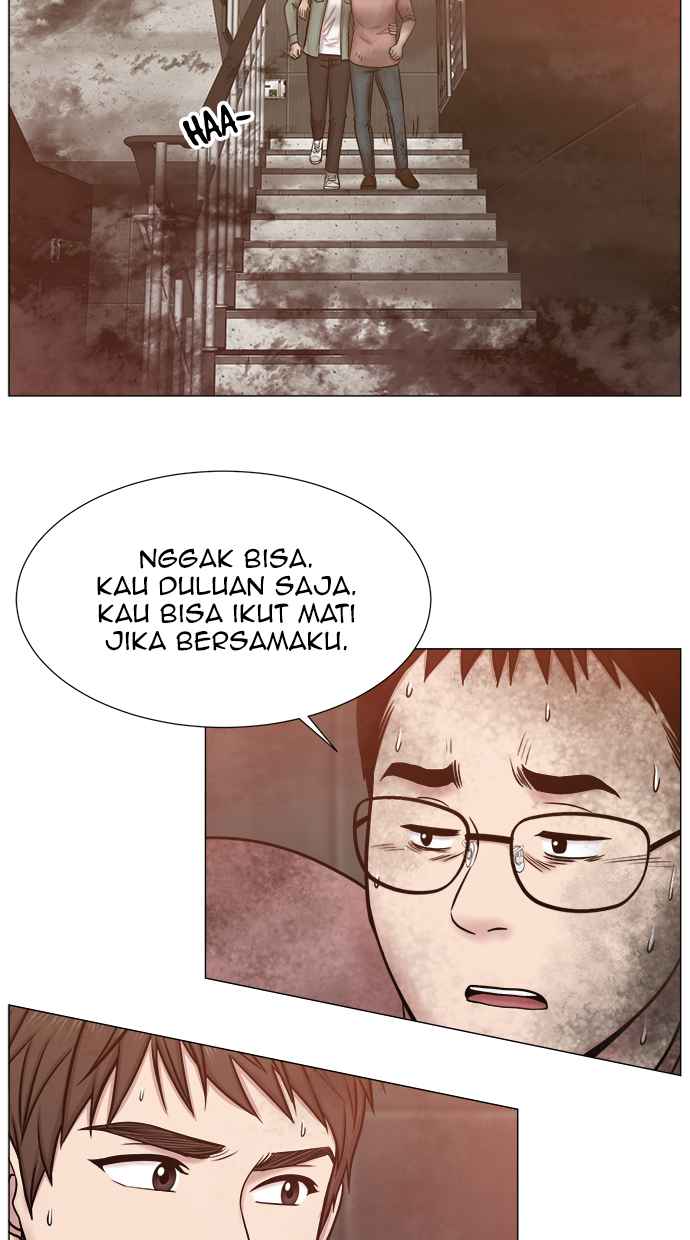 HAA-
NGGAK BISA.
KAU DULUAN SAJA.
KAU BISA IKUT MATI
JIKA BERSAMAKU.